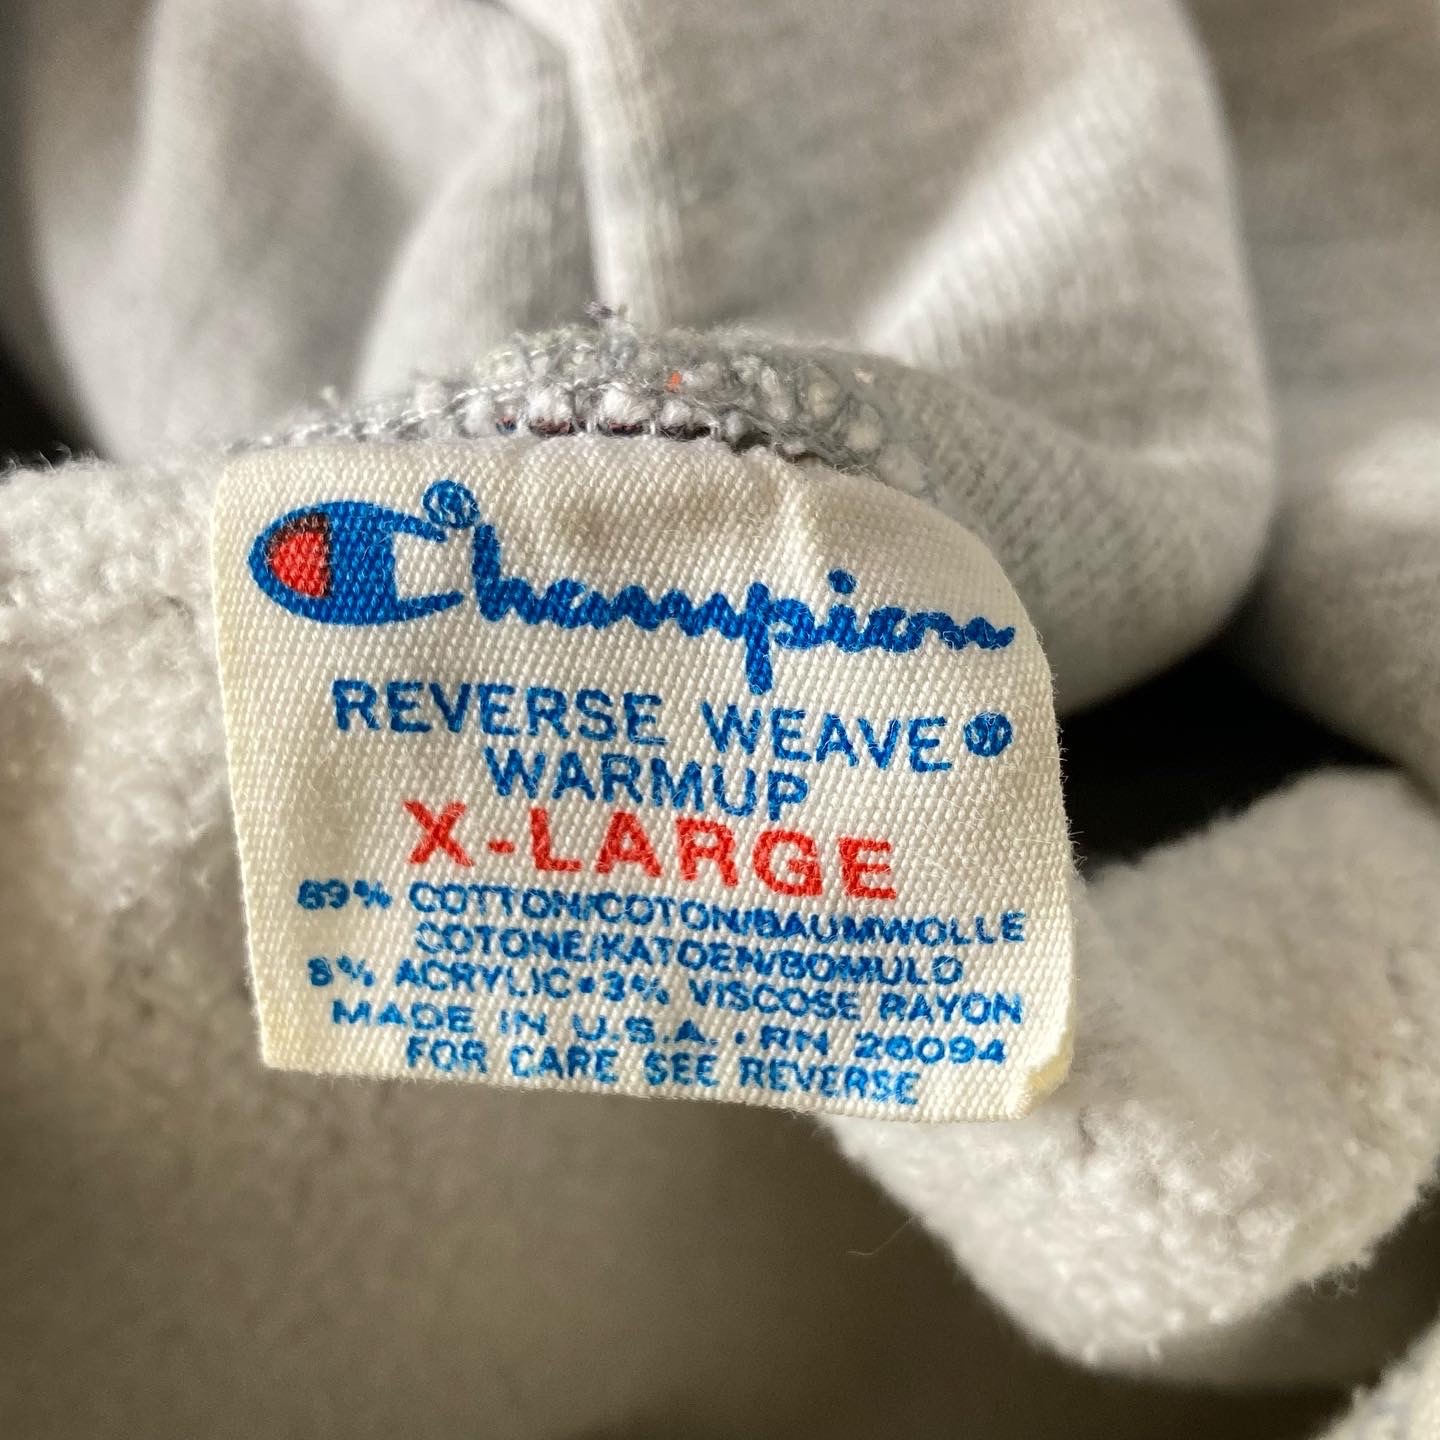 Champion®
REVERSE WEAVE®
WARMUP
X-LARGE
89% COTTON/COTON/BAUMWOLLE
COTONE/KATOEN/BOMULD
8% ACRYLIC•3% VISCOSE RAYON
MADE IN U.S.A. • RN 26094
FOR CARE SEE REVERSE